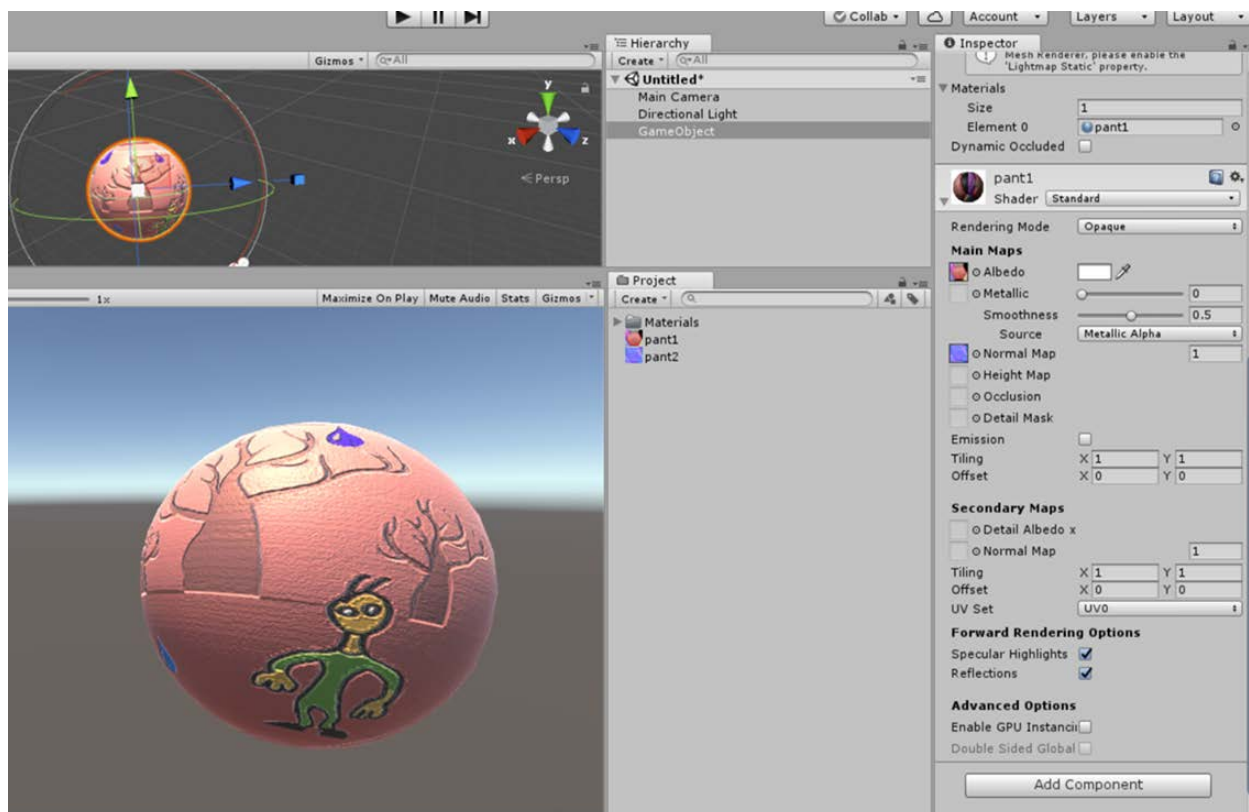 Collab
Account
Layers
Layout
Gizmos
All
y
x
z
Persp
1x
Maximize On Play
Mute Audio
Stats
Gizmos
Hierarchy
Create
All
Untitled*
Main Camera
Directional Light
GameObject
Project
Create
Materials
pant1
pant2
Inspector
Mesh Renderer, please enable the
'Lightmap Static' property.
Materials
Size 1
Element 0 pant1
Dynamic Occluded
pant1
Shader Standard
Rendering Mode Opaque
Main Maps
Albedo
Metallic 0
Smoothness 0.5
Source Metallic Alpha
Normal Map 1
Height Map
Occlusion
Detail Mask
Emission
Tiling X 1 Y 1
Offset X 0 Y 0
Secondary Maps
Detail Albedo x
Normal Map 1
Tiling X 1 Y 1
Offset X 0 Y 0
UV Set UV0
Forward Rendering Options
Specular Highlights
Reflections
Advanced Options
Enable GPU Instanci
Double Sided Global
Add Component